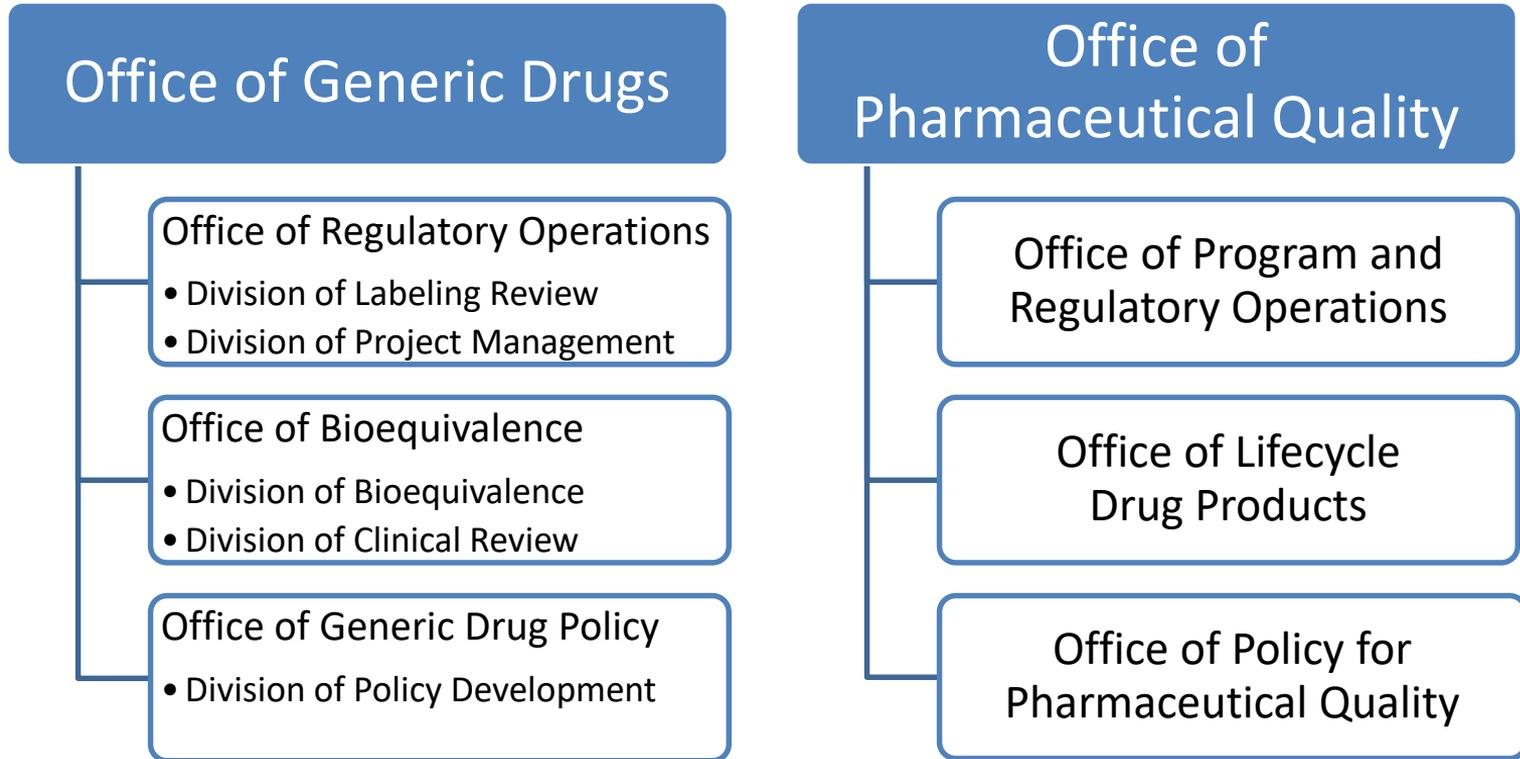 Office of Generic Drugs
Office of Regulatory Operations
• Division of Labeling Review
• Division of Project Management
Office of Bioequivalence
• Division of Bioequivalence
• Division of Clinical Review
Office of Generic Drug Policy
• Division of Policy Development
Office of
Pharmaceutical Quality
Office of Program and
Regulatory Operations
Office of Lifecycle
Drug Products
Office of Policy for
Pharmaceutical Quality